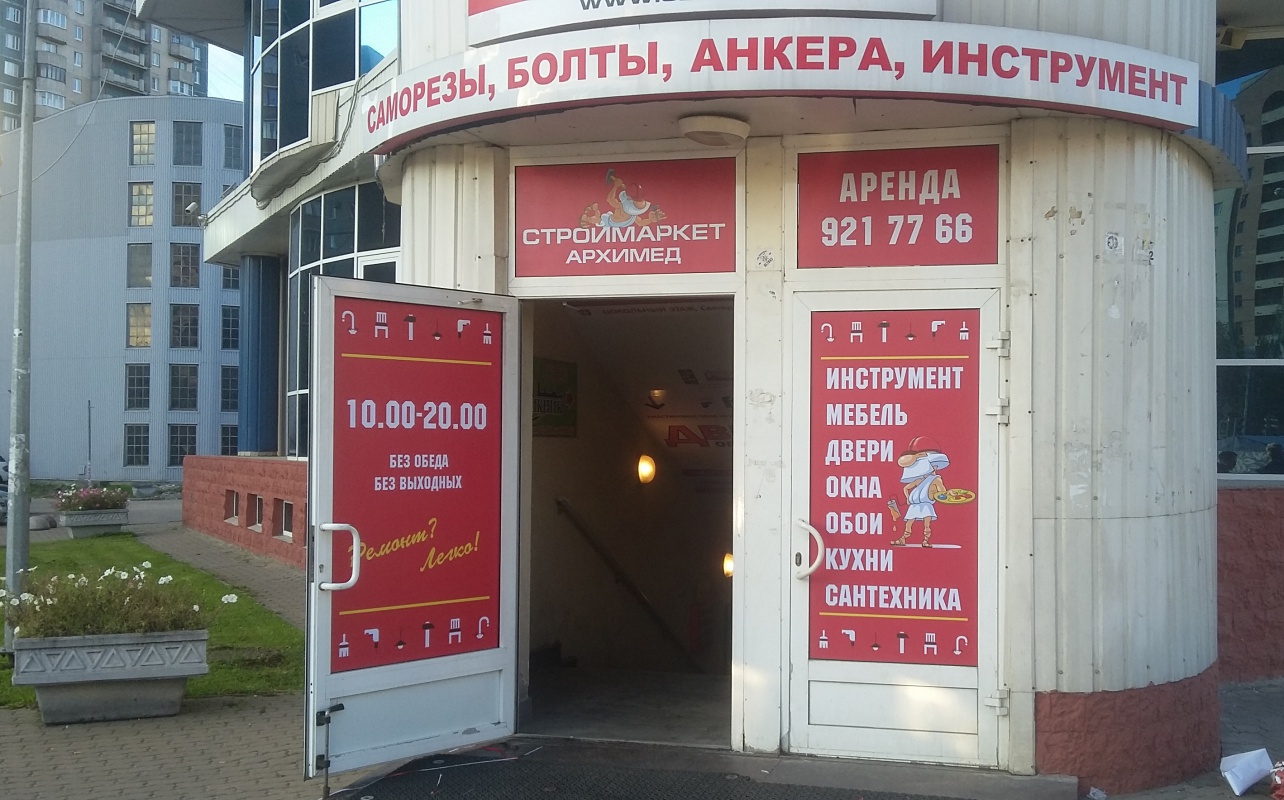 САМОРЕЗЫ, БОЛТЫ, АНКЕРА, ИНСТРУМЕНТ
СТРОЙМАРКЕТ
АРХИМЕД
АРЕНДА
921 77 66
10.00-20.00
БЕЗ ОБЕДА
БЕЗ ВЫХОДНЫХ
Ремонт?
Легко!
ИНСТРУМЕНТ
МЕБЕЛЬ
ДВЕРИ
ОКНА
ОБОИ
КУХНИ
САНТЕХНИКА